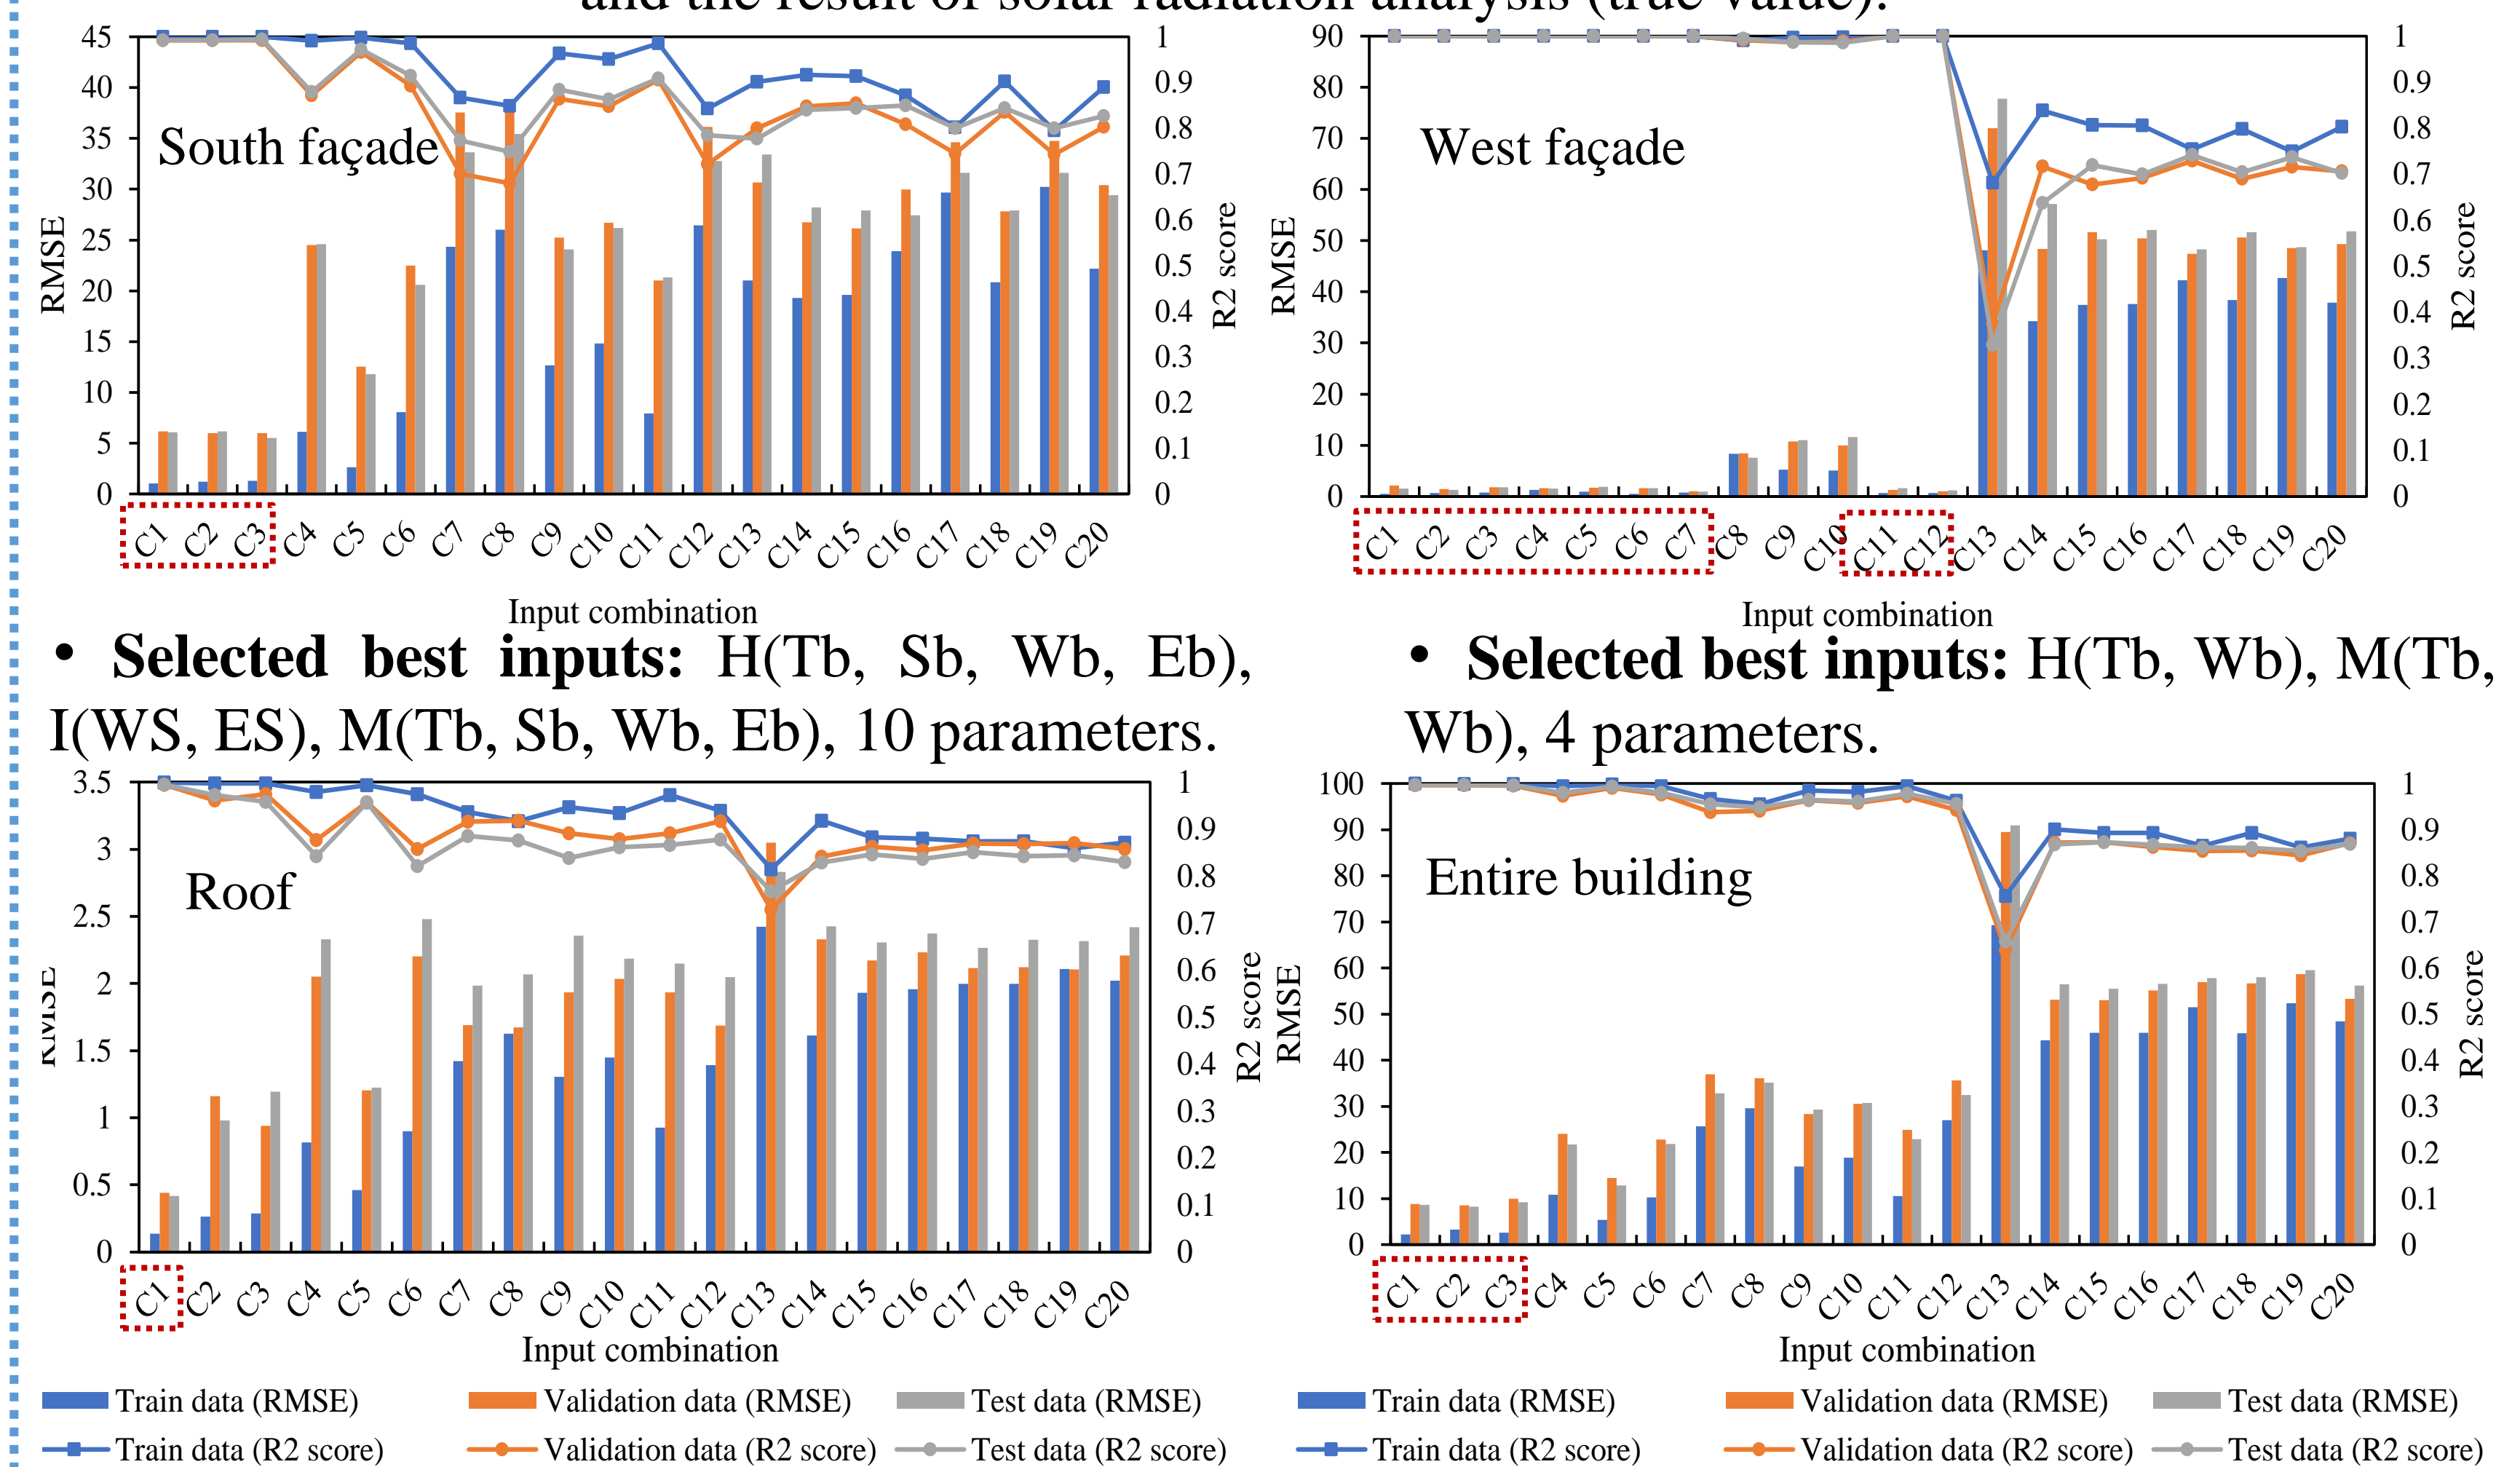 and the result of solar radiation analysis (true value).
45
40
35
30
25
20
15
10
5
0
RMSE
South façade
1
0.9
0.8
0.7
0.6
0.5
0.4
0.3
0.2
0.1
0
R2 score
C1 C2 C3 C4 C5 C6 C7 C8 C9 C10 C11 C12 C13 C14 C15 C16 C17 C18 C19 C20
Input combination
90
80
70
60
50
40
30
20
10
0
RMSE
West façade
1
0.9
0.8
0.7
0.6
0.5
0.4
0.3
0.2
0.1
0
R2 score
C1 C2 C3 C4 C5 C6 C7 C8 C9 C10 C11 C12 C13 C14 C15 C16 C17 C18 C19 C20
Input combination
• Selected best inputs: H(Tb, Sb, Wb, Eb),
I(WS, ES), M(Tb, Sb, Wb, Eb), 10 parameters.
• Selected best inputs: H(Tb, Wb), M(Tb,
Wb), 4 parameters.
3.5
3
2.5
2
1.5
1
0.5
0
RMSE
Roof
1
0.9
0.8
0.7
0.6
0.5
0.4
0.3
0.2
0.1
0
R2 score
C1 C2 C3 C4 C5 C6 C7 C8 C9 C10 C11 C12 C13 C14 C15 C16 C17 C18 C19 C20
Input combination
100
90
80
70
60
50
40
30
20
10
0
RMSE
Entire building
1
0.9
0.8
0.7
0.6
0.5
0.4
0.3
0.2
0.1
0
R2 score
C1 C2 C3 C4 C5 C6 C7 C8 C9 C10 C11 C12 C13 C14 C15 C16 C17 C18 C19 C20
Input combination
Train data (RMSE) Validation data (RMSE) Test data (RMSE)
Train data (R2 score) Validation data (R2 score) Test data (R2 score)
Train data (RMSE) Validation data (RMSE) Test data (RMSE)
Train data (R2 score) Validation data (R2 score) Test data (R2 score)